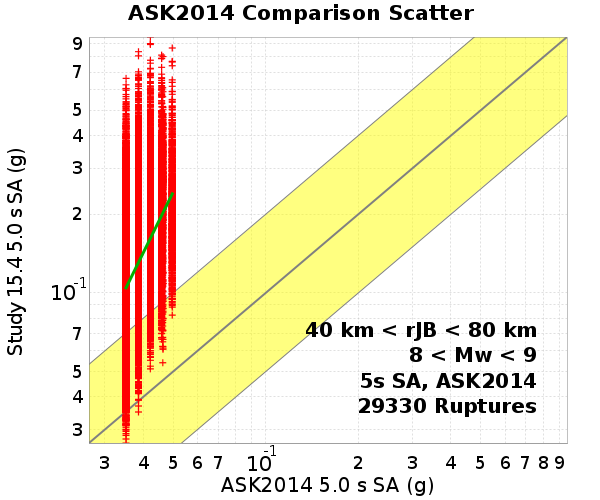 ASK2014 Comparison Scatter
Study 15.4 5.0 s SA (g)
9
7
5
4
3
2
10-1
7
5
4
3
40 km < rJB < 80 km
8 < Mw < 9
5s SA, ASK2014
29330 Ruptures
3 4 5 6 7 10-1 2 3 4 5 6 7 8 9
ASK2014 5.0 s SA (g)